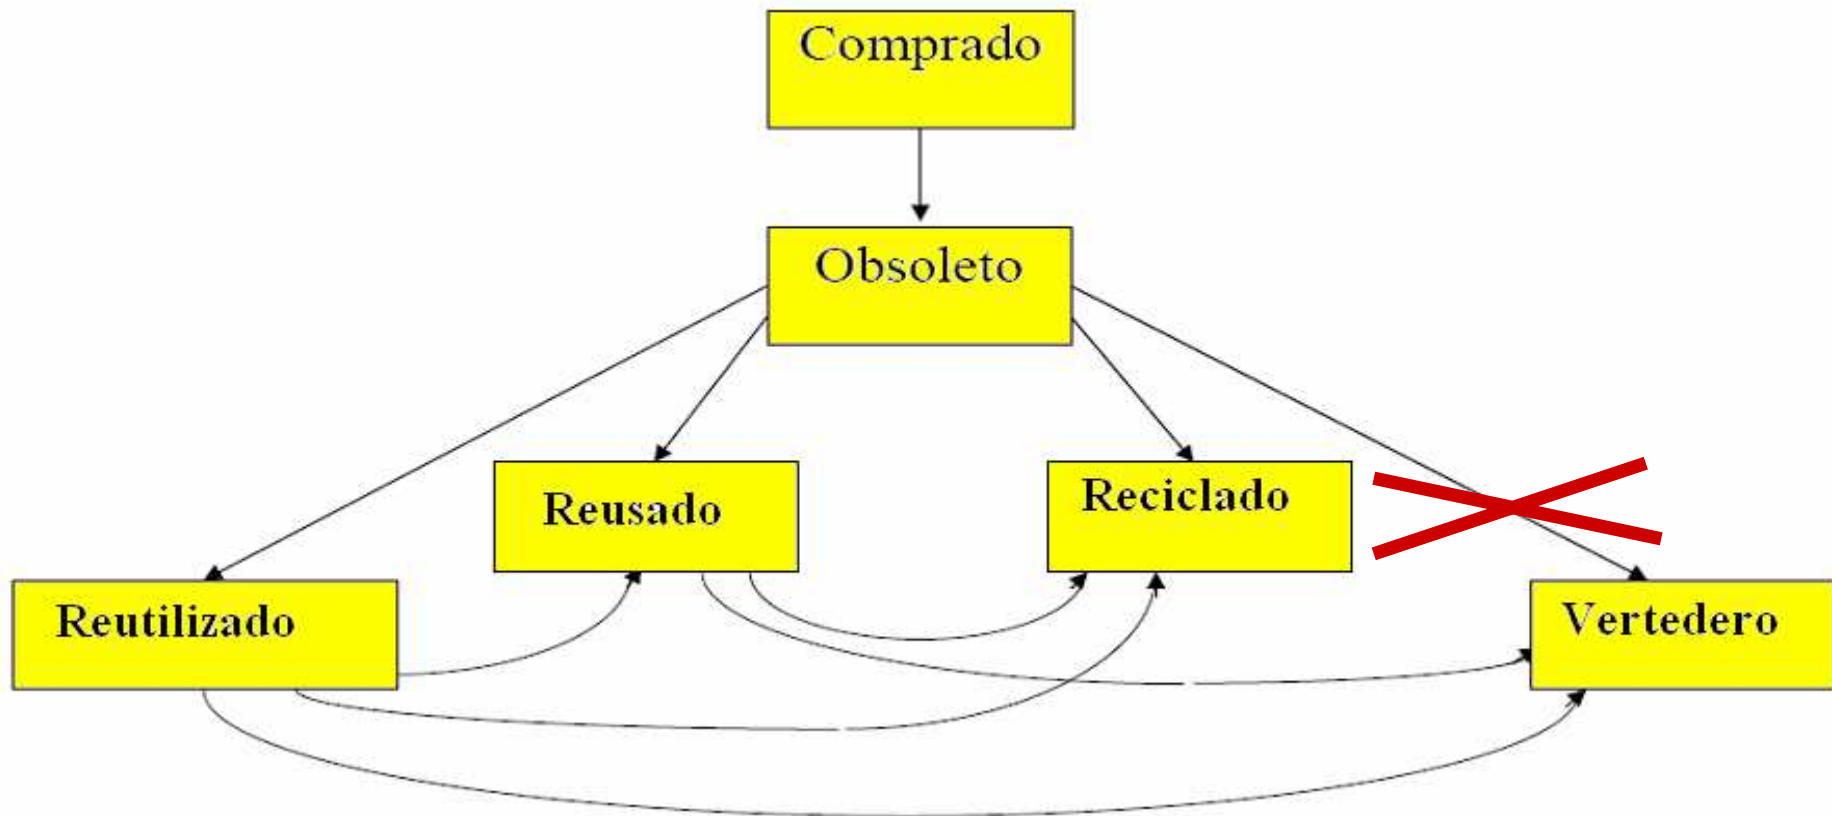 Comprado
Obsoleto
Reusado
Reciclado
Reutilizado
Vertedero